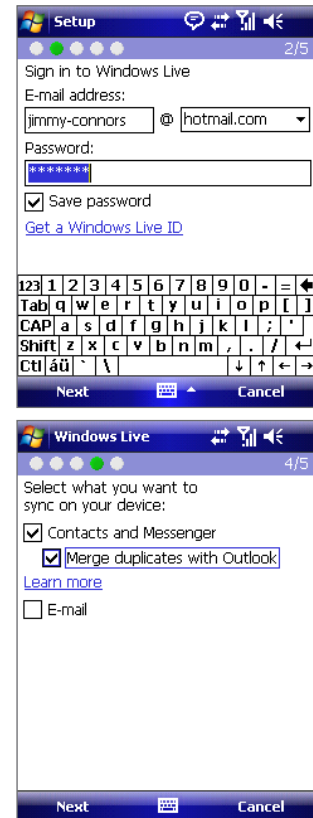 Setup
2/5
Sign in to Windows Live
E-mail address:
jimmy-connors @ hotmail.com
Password:
*******
Save password
Get a Windows Live ID
123 1 2 3 4 5 6 7 8 9 0 - = 
Tab q w e r t y u i o p [ ]
CAP a s d f g h j k l ; '
Shift z x c v b n m , . / ↵
Ctl áü ` \ ↓ ↑ ← →
Next Cancel
Windows Live
4/5
Select what you want to
sync on your device:
Contacts and Messenger
Merge duplicates with Outlook
Learn more
E-mail
Next Cancel